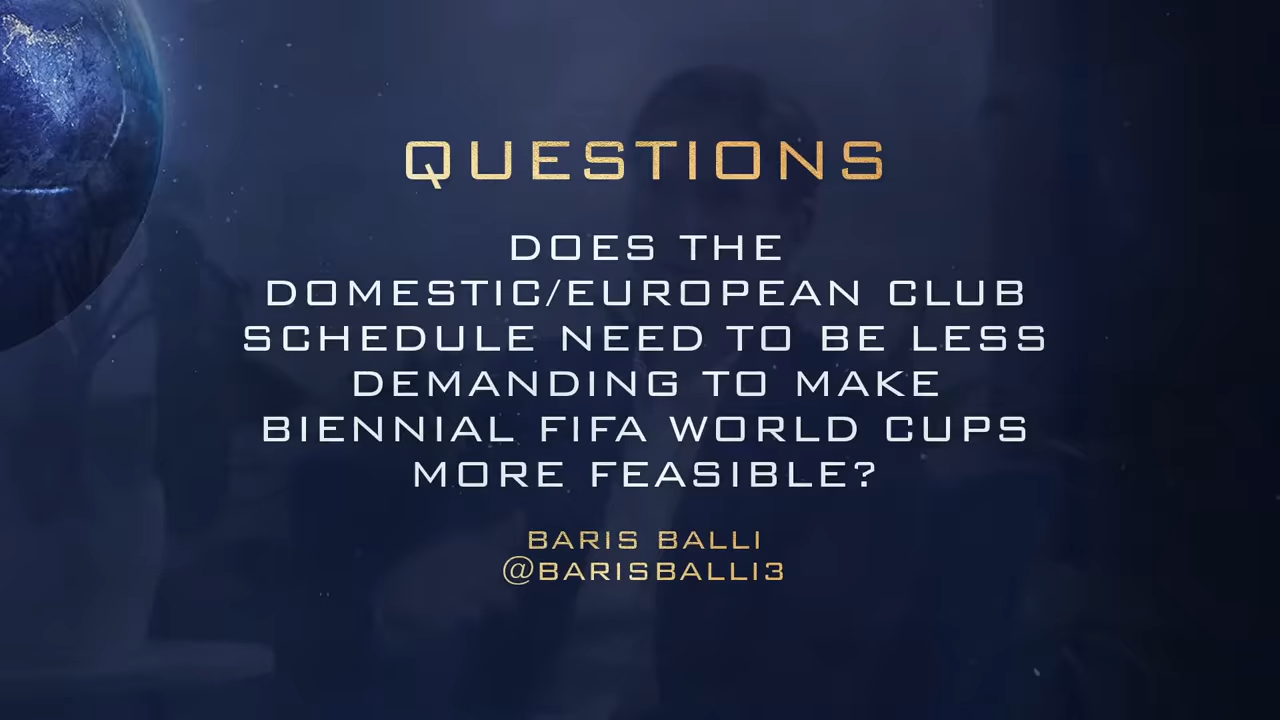 QUESTIONS
DOES THE
DOMESTIC/EUROPEAN CLUB
SCHEDULE NEED TO BE LESS
DEMANDING TO MAKE
BIENNIAL FIFA WORLD CUPS
MORE FEASIBLE?
BARIS BALLI
@BARISBALLI3